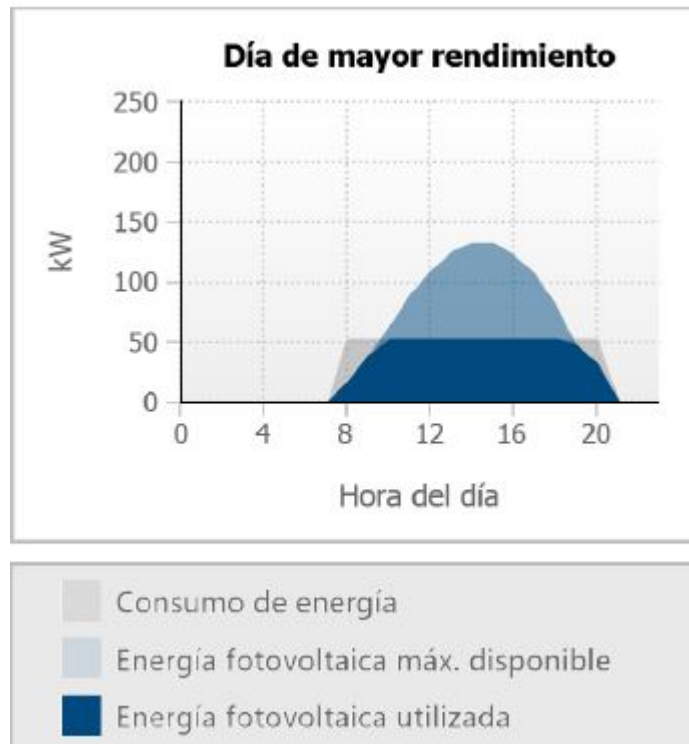 Día de mayor rendimiento
250
200
150
100
50
0
kW
0 4 8 12 16 20
Hora del día
Consumo de energía
Energía fotovoltaica máx. disponible
Energía fotovoltaica utilizada